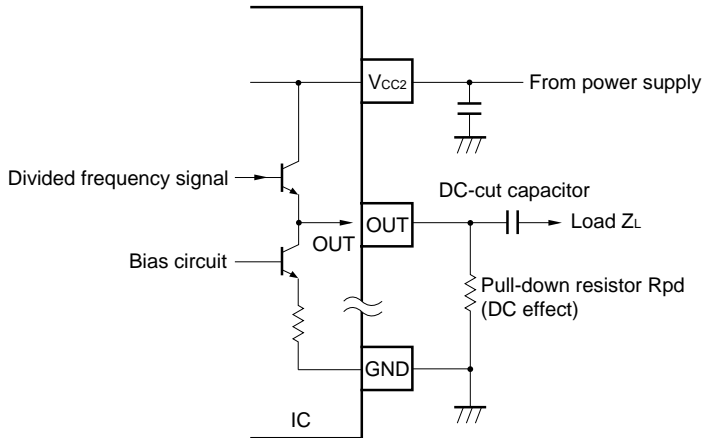 VCC2
From power supply
Divided frequency signal
DC-cut capacitor
OUT
Load ZL
OUT
Bias circuit
Pull-down resistor Rpd
(DC effect)
GND
IC